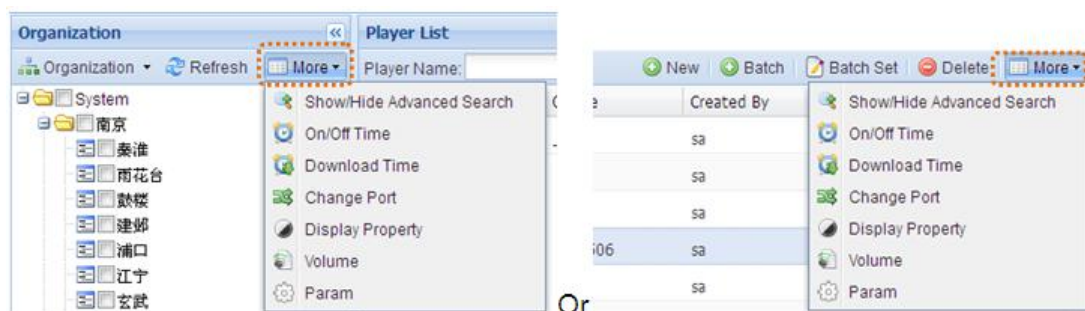 Organization
Player List
Organization
Refresh
More
Player Name:
System
南京
秦淮
雨花台
鼓楼
建邺
浦口
江宁
玄武
Show/Hide Advanced Search
On/Off Time
Download Time
Change Port
Display Property
Volume
Param
Or
New
Batch
Batch Set
Delete
More
Created By
sa
sa
sa
506
sa
sa
Show/Hide Advanced Search
On/Off Time
Download Time
Change Port
Display Property
Volume
Param